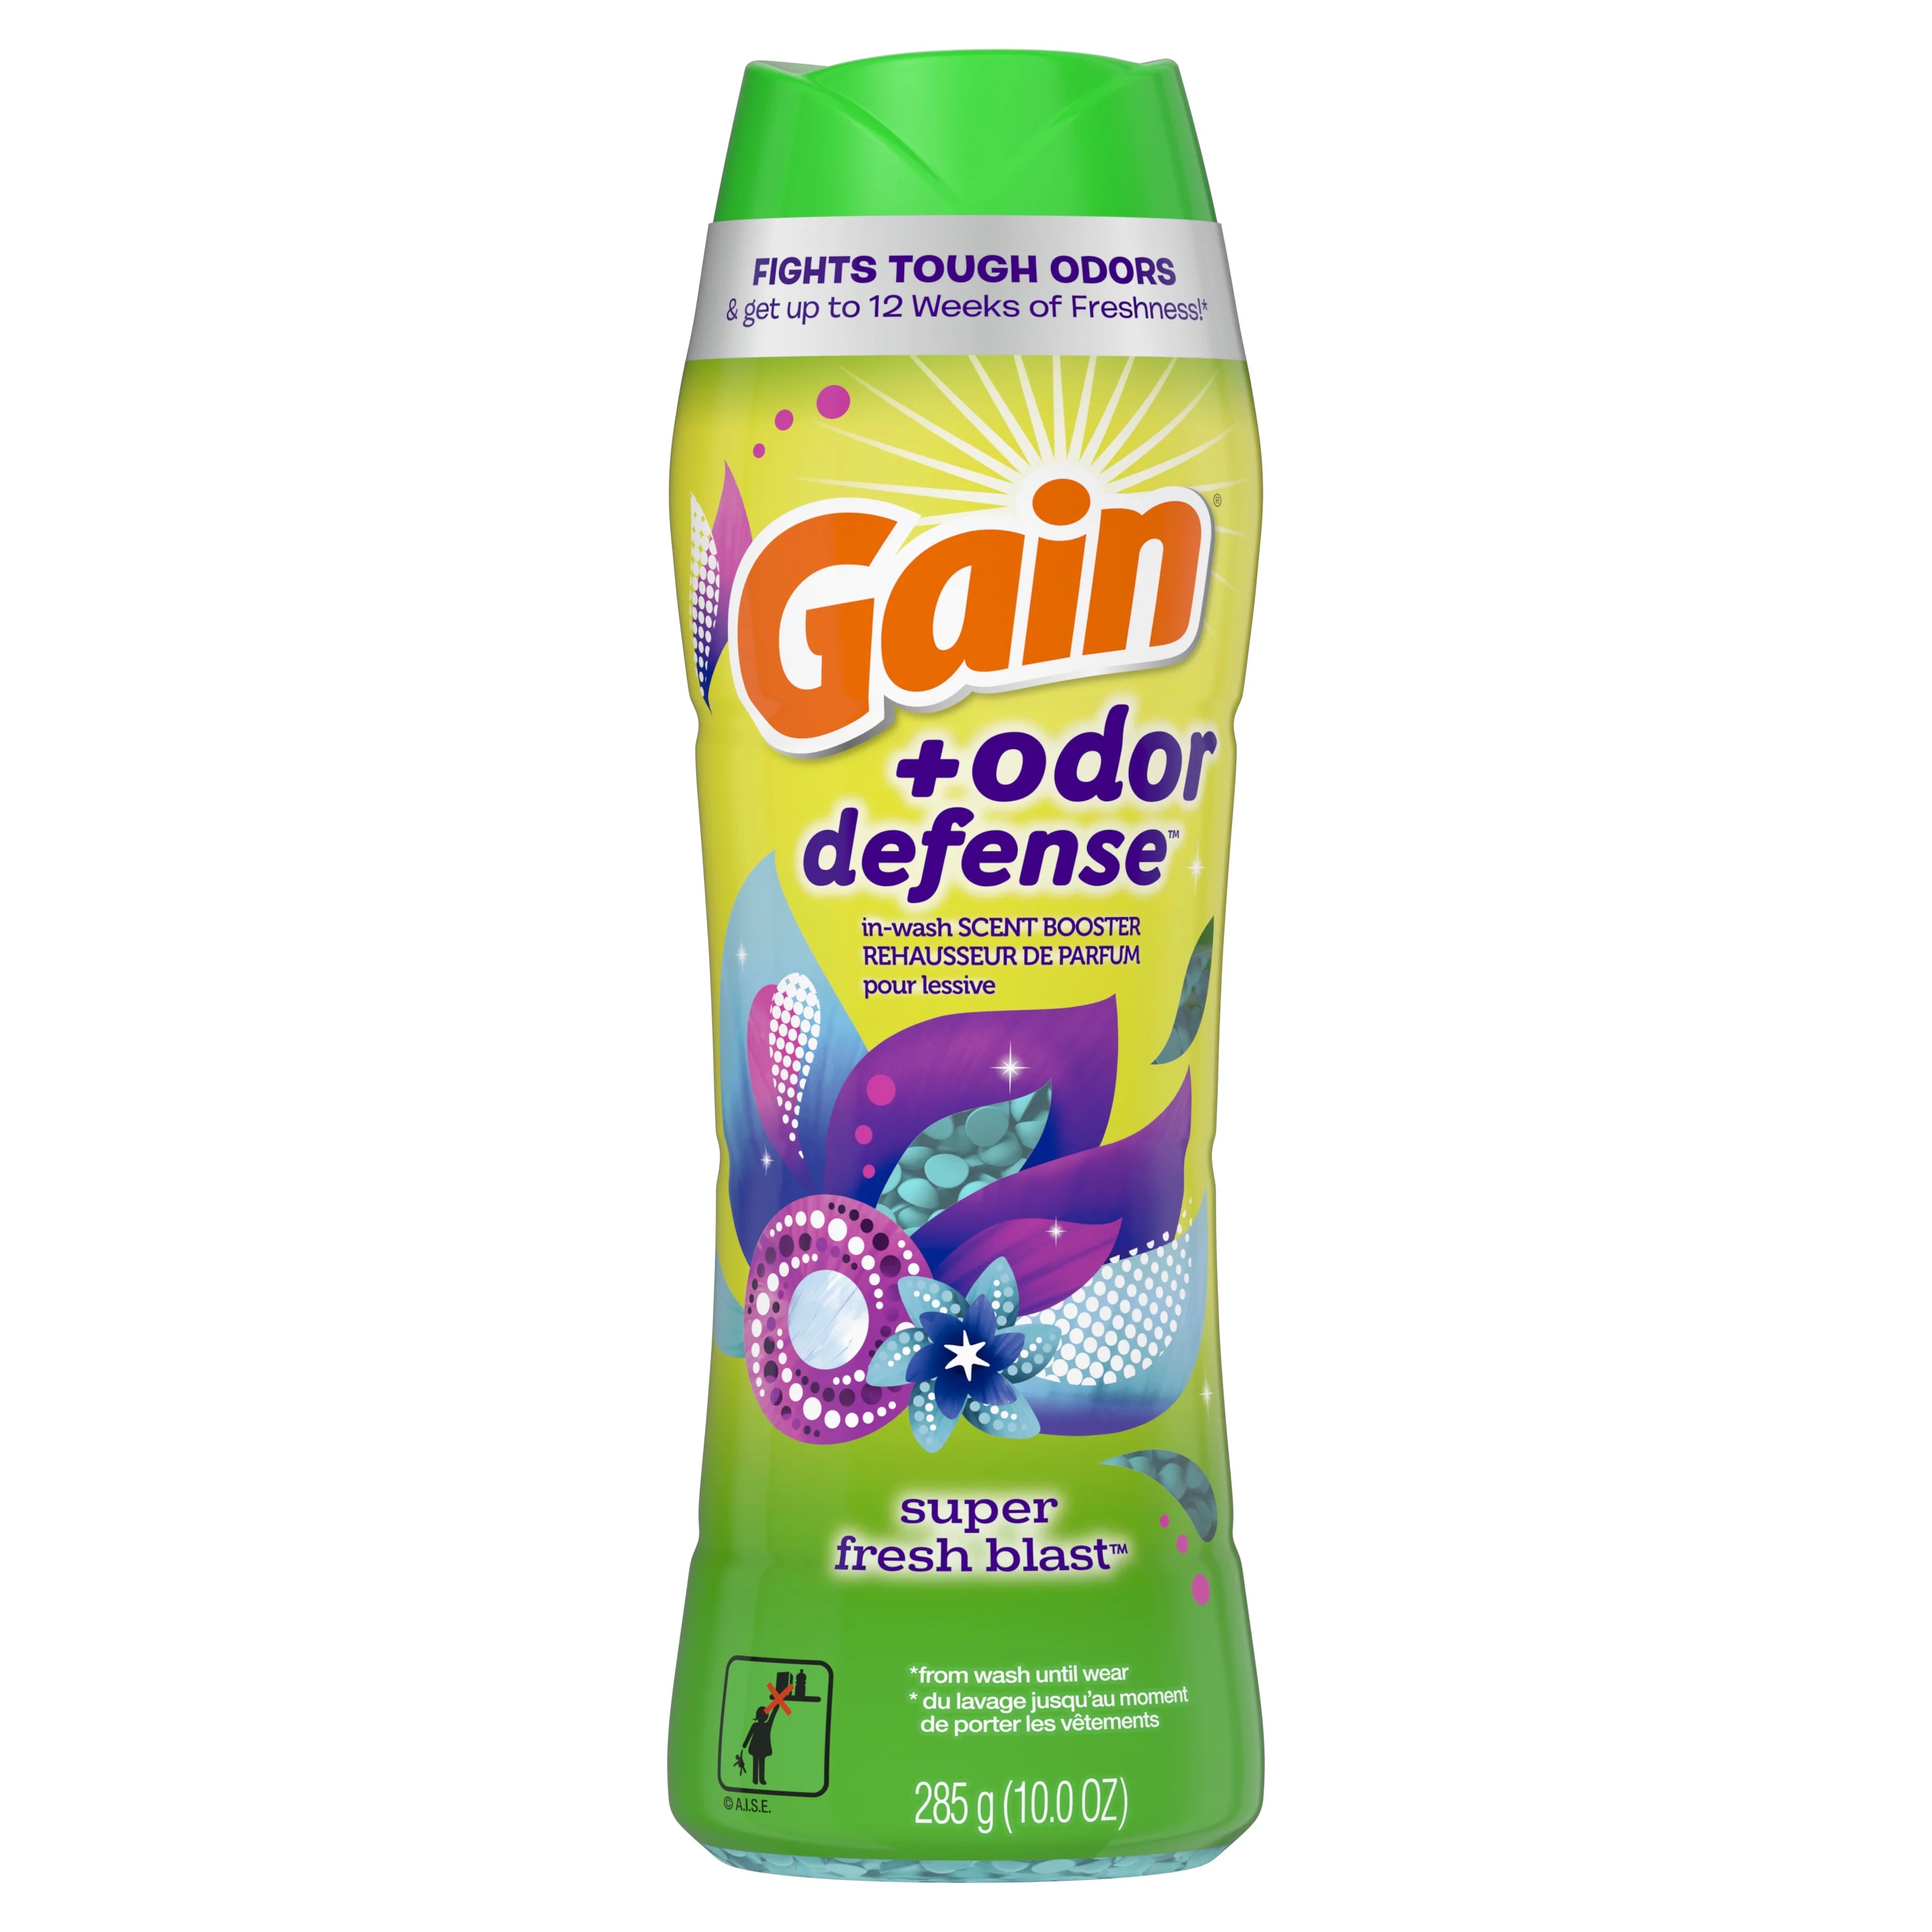 FIGHTS TOUGH ODORS
& get up to 12 Weeks of Freshness!*
Gain®
+odor
defense™
in-wash SCENT BOOSTER
REHAUSSEUR DE PARFUM
pour lessive
super
fresh blast™
*from wash until wear
* du lavage jusqu'au moment
de porter les vêtements
© A.I.S.E.
285 g (10.0 OZ)